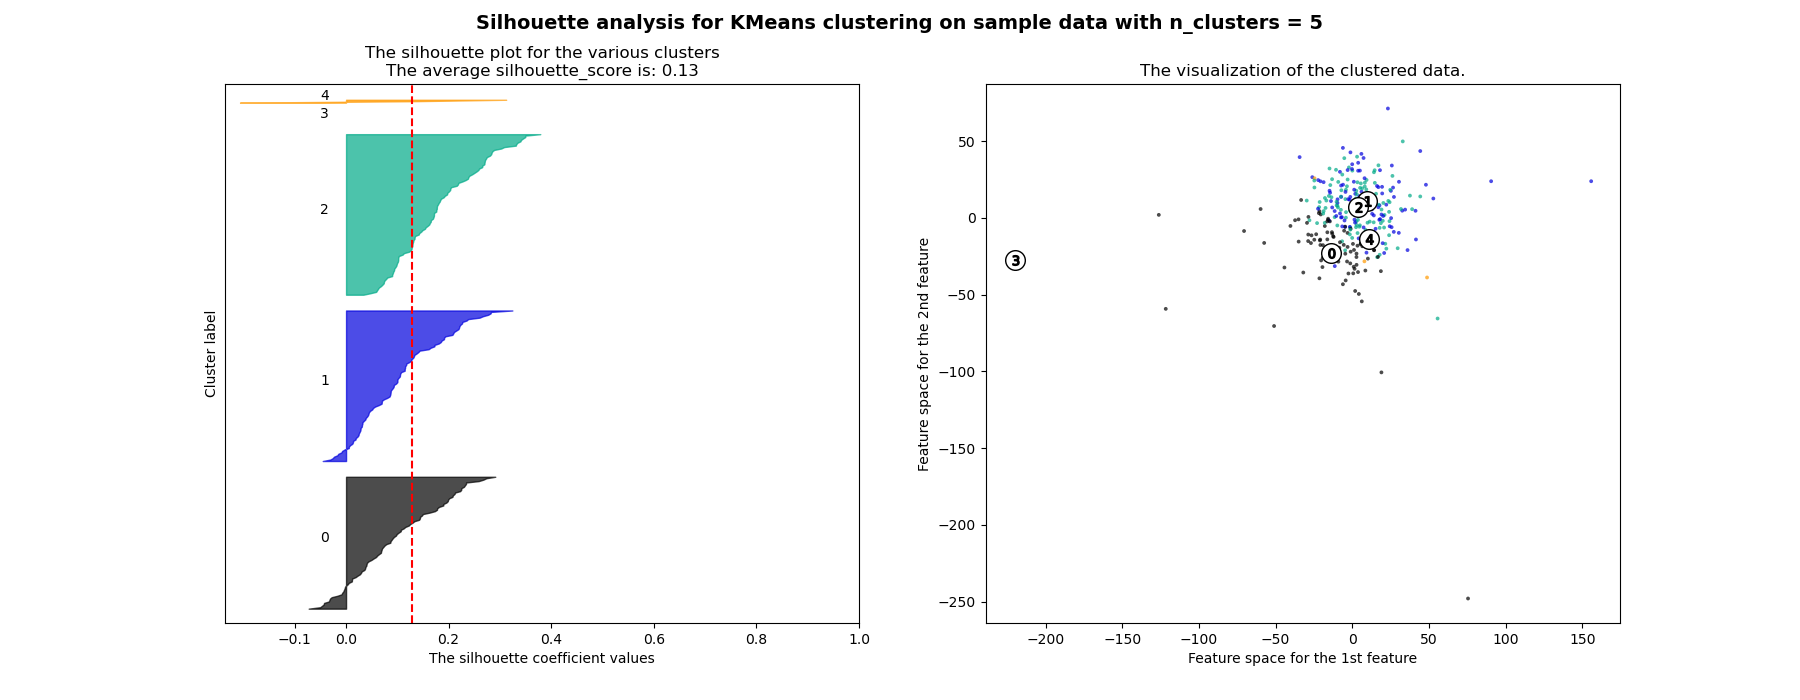 Silhouette analysis for KMeans clustering on sample data with n_clusters = 5
The silhouette plot for the various clusters
The average silhouette_score is: 0.13
4
3
2
1
0
Cluster label
−0.1 0.0 0.2 0.4 0.6 0.8 1.0
The silhouette coefficient values
The visualization of the clustered data.
50
0
−50
−100
−150
−200
−250
Feature space for the 2nd feature
1
2
4
0
3
−200 −150 −100 −50 0 50 100 150
Feature space for the 1st feature